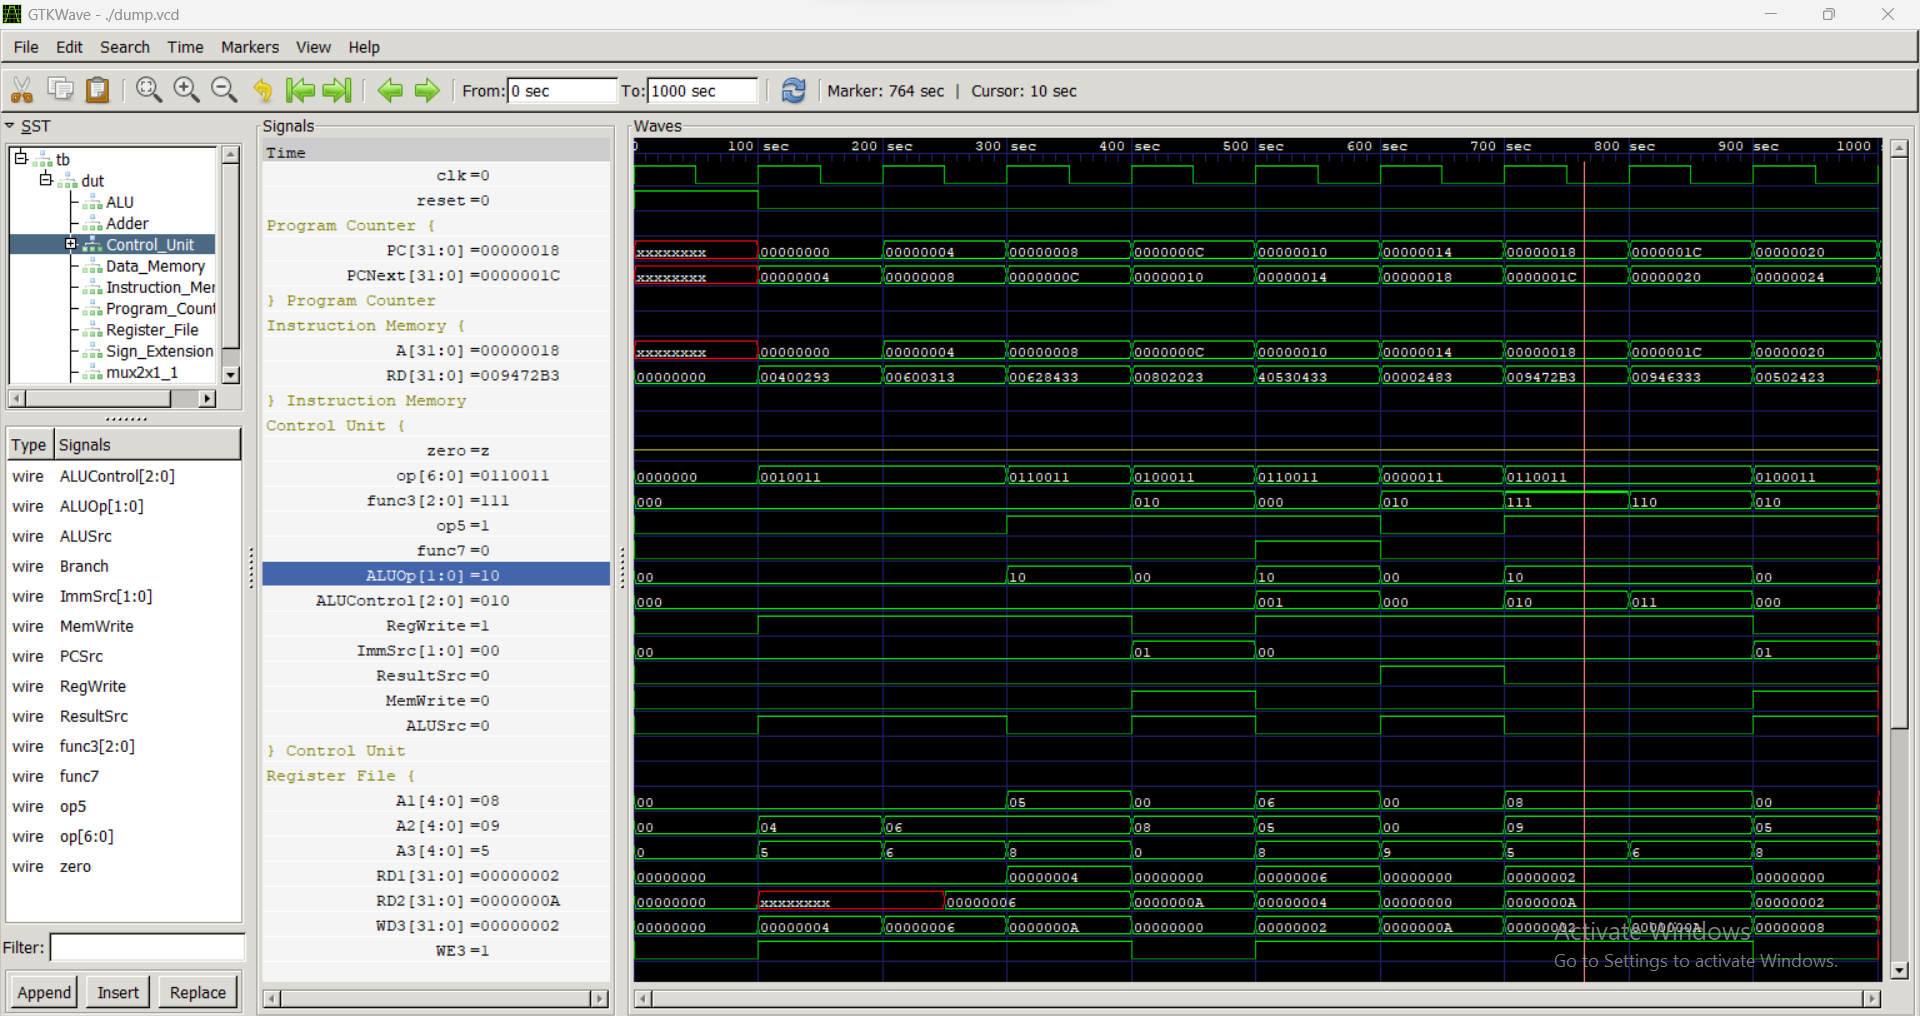 GTKWave - ./dump.vcd
File Edit Search Time Markers View Help
From: 0 sec To: 1000 sec Marker: 764 sec | Cursor: 10 sec
SST
tb
dut
ALU
Adder
Control_Unit
Data_Memory
Instruction_Mer
Program_Count
Register_File
Sign_Extension
mux2x1_1
Type Signals
wire ALUControl[2:0]
wire ALUOp[1:0]
wire ALUSrc
wire Branch
wire ImmSrc[1:0]
wire MemWrite
wire PCSrc
wire RegWrite
wire ResultSrc
wire func3[2:0]
wire func7
wire op5
wire op[6:0]
wire zero
Filter:
Append Insert Replace
Signals
Time
clk=0
reset=0
Program Counter {
PC[31:0]=00000018
PCNext[31:0]=0000001C
} Program Counter
Instruction Memory {
A[31:0]=00000018
RD[31:0]=009472B3
} Instruction Memory
Control Unit {
zero=z
op[6:0]=0110011
func3[2:0]=111
op5=1
func7=0
ALUOp[1:0]=10
ALUControl[2:0]=010
RegWrite=1
ImmSrc[1:0]=00
ResultSrc=0
MemWrite=0
ALUSrc=0
} Control Unit
Register File {
A1[4:0]=08
A2[4:0]=09
A3[4:0]=5
RD1[31:0]=00000002
RD2[31:0]=0000000A
WD3[31:0]=00000002
WE3=1
Waves
0 100 sec 200 sec 300 sec 400 sec 500 sec 600 sec 700 sec 800 sec 900 sec 1000
xxxxxxxx 00000000 00000004 00000008 0000000C 00000010 00000014 00000018 0000001C 00000020
xxxxxxxx 00000004 00000008 0000000C 00000010 00000014 00000018 0000001C 00000020 00000024
xxxxxxxx 00000000 00000004 00000008 0000000C 00000010 00000014 00000018 0000001C 00000020
00000000 00400293 00600313 00628433 00802023 40530433 00002483 009472B3 00946333 00502423
0000000 0010011 0110011 0100011 0110011 0000011 0110011 0100011
000 010 000 010 111 110 010
00 10 00 10 00 10 00
000 001 000 010 011 000
00 01 00 01
00 05 00 06 00 08 00
00 04 06 08 05 00 09 05
0 5 6 8 0 8 9 5 6 8
00000000 00000004 00000000 00000006 00000000 00000002 00000000
00000000 xxxxxxxx 00000006 0000000A 00000004 00000000 0000000A 00000002
00000000 00000004 00000006 0000000A 00000000 00000002 0000000A 00000002 0000000A 00000008
Activate Windows
Go to Settings to activate Windows.